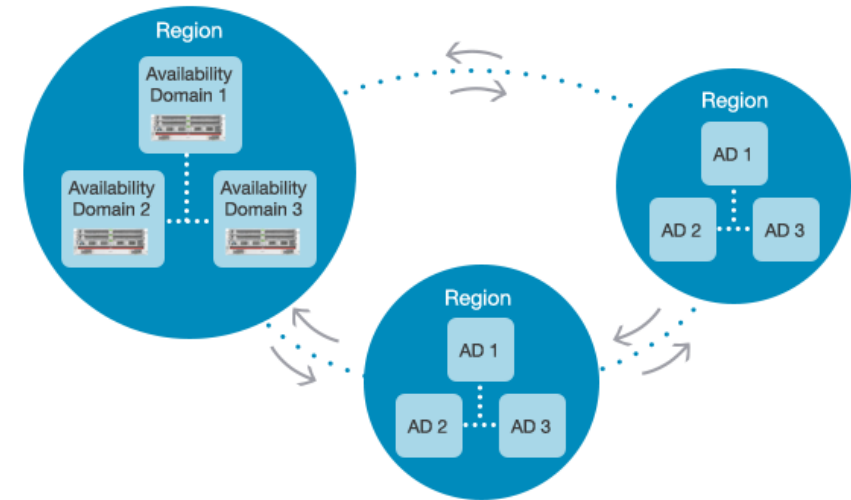 Region
Availability
Domain 1
Availability
Domain 2
Availability
Domain 3
Region
AD 1
AD 2
AD 3
Region
AD 1
AD 2
AD 3